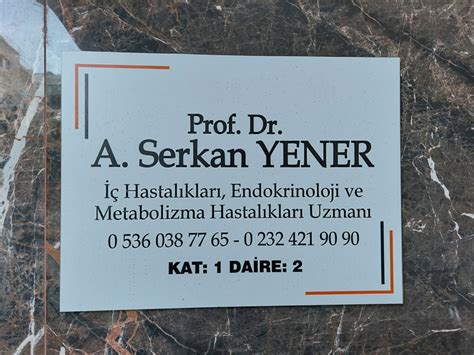 Prof. Dr.
A. Serkan YENER
İç Hastalıkları, Endokrinoloji ve
Metabolizma Hastalıkları Uzmanı
0 536 038 77 65 - 0 232 421 90 90
KAT: 1 DAİRE: 2